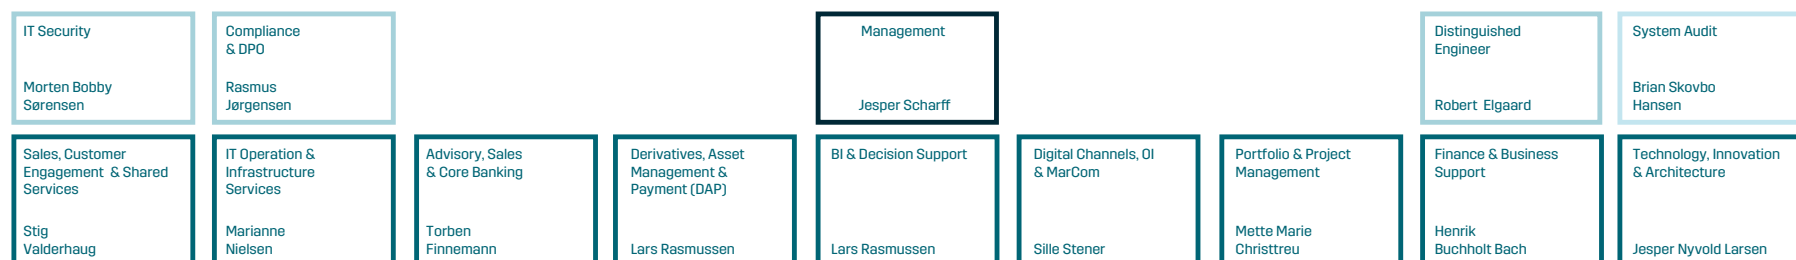 IT Security
Morten Bobby
Sørensen
Compliance
& DPO
Rasmus
Jørgensen
Management
Jesper Scharff
Distinguished
Engineer
Robert Elgaard
System Audit
Brian Skovbo
Hansen
Sales, Customer
Engagement & Shared
Services
Stig
Valderhaug
IT Operation &
Infrastructure
Services
Marianne
Nielsen
Advisory, Sales
& Core Banking
Torben
Finnemann
Derivatives, Asset
Management &
Payment (DAP)
Lars Rasmussen
BI & Decision Support
Lars Rasmussen
Digital Channels, OI
& MarCom
Sille Stener
Portfolio & Project
Management
Mette Marie
Christtreu
Finance & Business
Support
Henrik
Buchholt Bach
Technology, Innovation
& Architecture
Jesper Nyvold Larsen